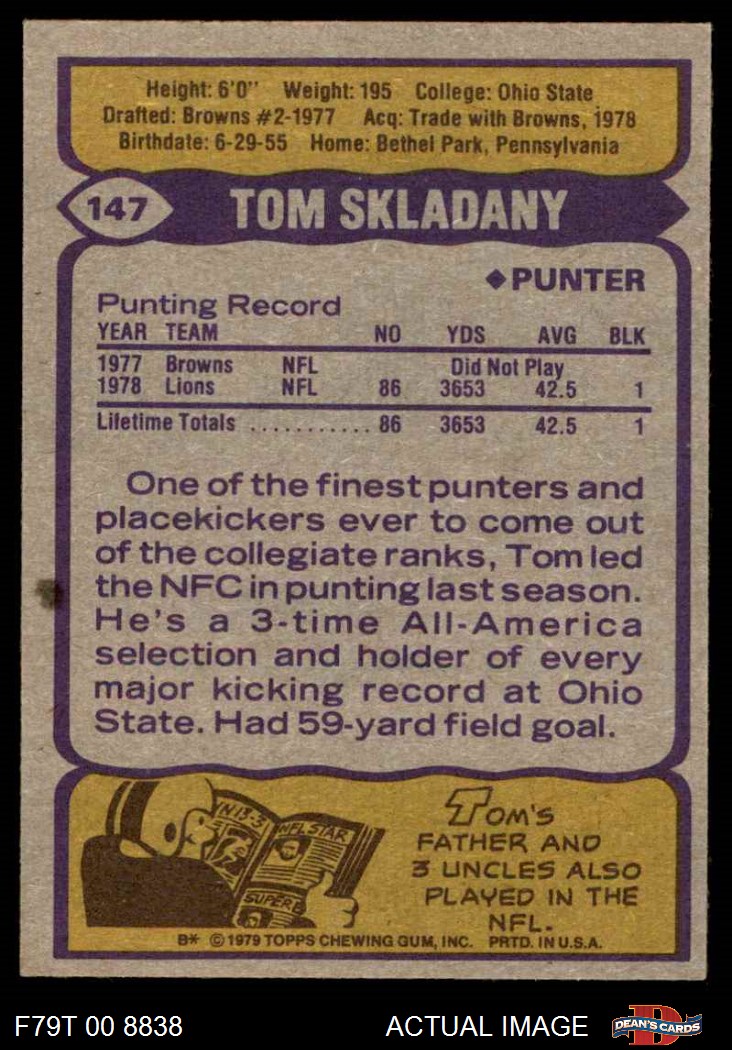 Height: 6'0" Weight: 195 College: Ohio State
Drafted: Browns #2-1977 Acq: Trade with Browns, 1978
Birthdate: 6-29-55 Home: Bethel Park, Pennsylvania
147 TOM SKLADANY
◆PUNTER
Punting Record
YEAR TEAM NO YDS AVG BLK
1977 Browns NFL Did Not Play
1978 Lions NFL 86 3653 42.5 1
Lifetime Totals ........... 86 3653 42.5 1
One of the finest punters and
placekickers ever to come out
of the collegiate ranks, Tom led
the NFC in punting last season.
He's a 3-time All-America
selection and holder of every
major kicking record at Ohio
State. Had 59-yard field goal.
IN 13-3
NFL STAR
SUPERB
TOM'S
FATHER AND
3 UNCLES ALSO
PLAYED IN THE
NFL.
B* © 1979 TOPPS CHEWING GUM, INC. PRTD. IN U.S.A.
F79T 00 8838 ACTUAL IMAGE D DEAN'S CARDS